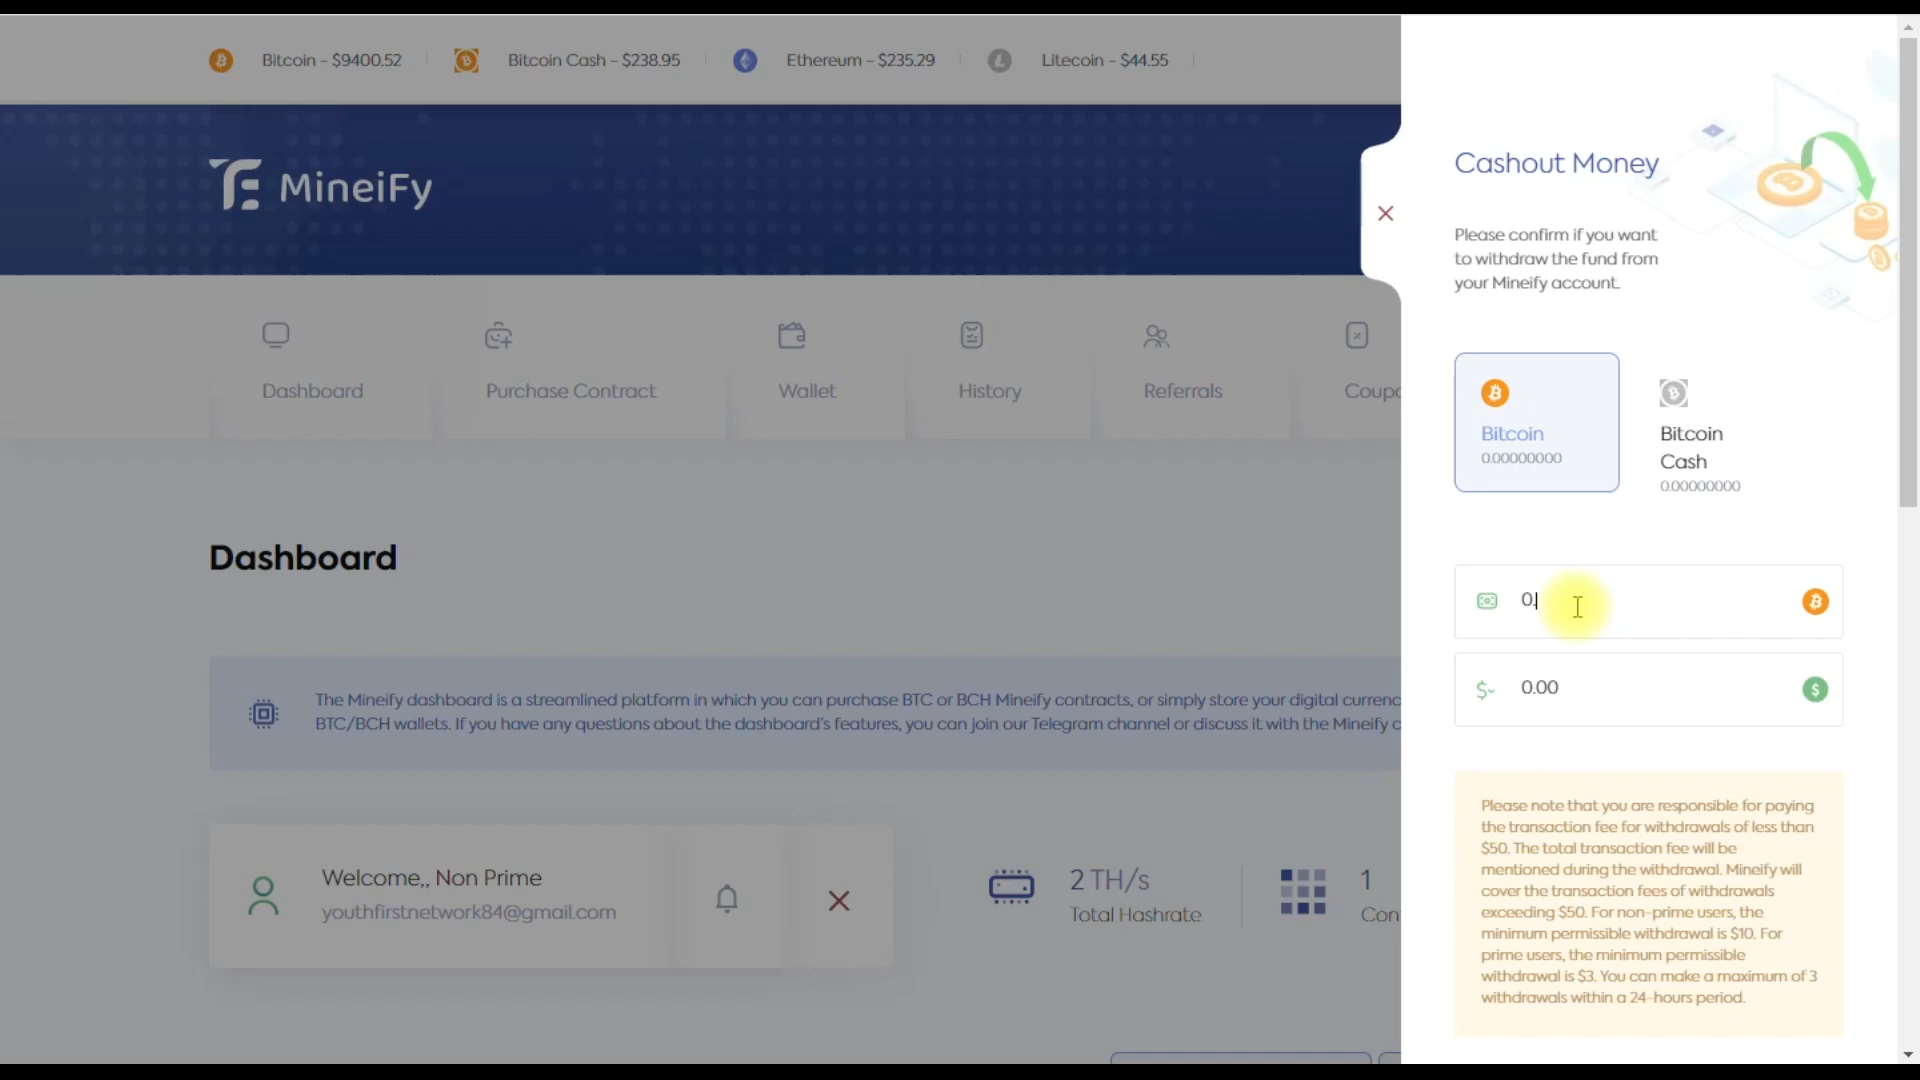 Bitcoin - $9400.52
Bitcoin Cash - $238.95
Ethereum - $235.29
Litecoin - $44.55
MineiFy
Dashboard
Purchase Contract
Wallet
History
Referrals
Coupo
Dashboard
The Mineify dashboard is a streamlined platform in which you can purchase BTC or BCH Mineify contracts, or simply store your digital currenc
BTC/BCH wallets. If you have any questions about the dashboard's features, you can join our Telegram channel or discuss it with the Mineify c
Welcome,, Non Prime
youthfirstnetwork84@gmail.com
2 TH/s
Total Hashrate
1
Con
Cashout Money
Please confirm if you want
to withdraw the fund from
your Mineify account.
Bitcoin
0.00000000
Bitcoin
Cash
0.00000000
0.
0.00
Please note that you are responsible for paying
the transaction fee for withdrawals of less than
$50. The total transaction fee will be
mentioned during the withdrawal. Mineify will
cover the transaction fees of withdrawals
exceeding $50. For non-prime users, the
minimum permissible withdrawal is $10. For
prime users, the minimum permissible
withdrawal is $3. You can make a maximum of 3
withdrawals within a 24-hours period.